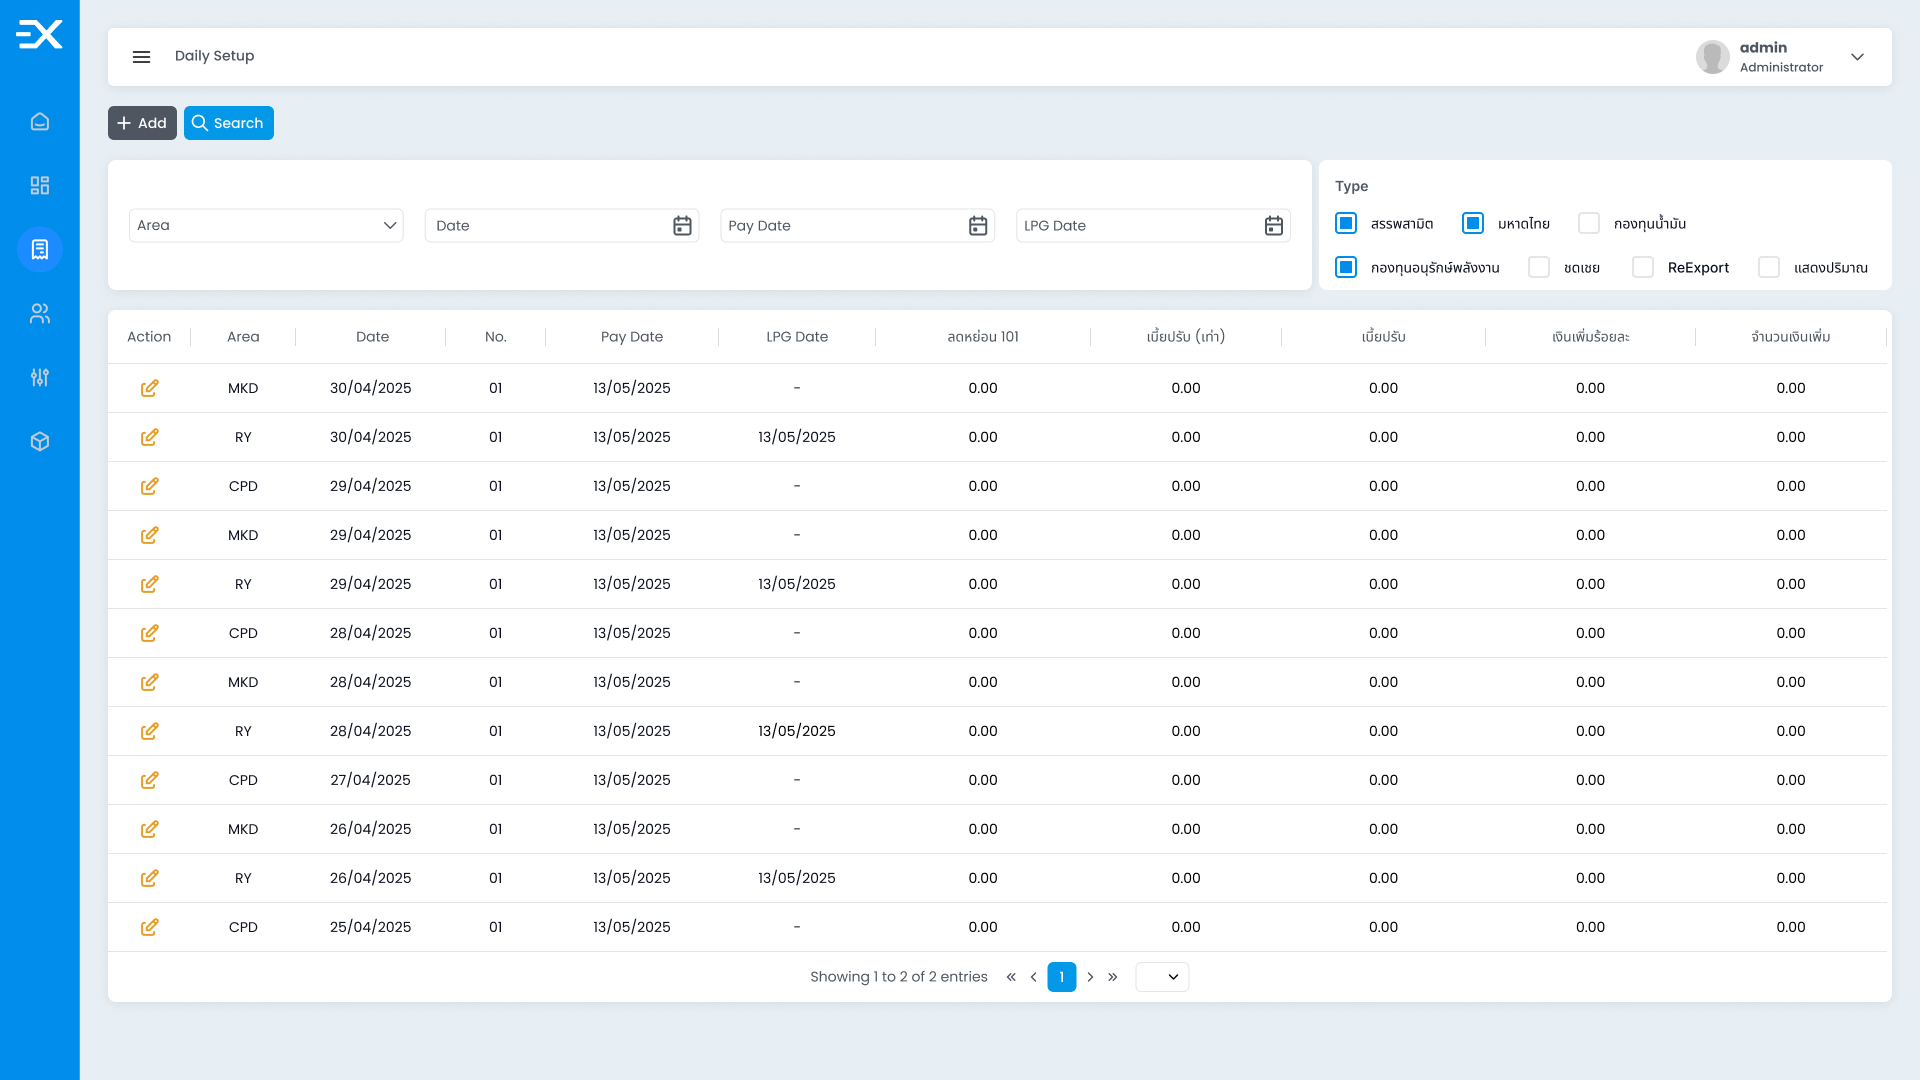 EX
Daily Setup
admin
Administrator
Add
Search
Area
Date
Pay Date
LPG Date
Type
สรรพสามิต มหาดไทย กองทุนน้ำมัน
กองทุนอนุรักษ์พลังงาน ชดเชย ReExport แสดงปริมาณ
Action Area Date No. Pay Date LPG Date ลดหย่อน 101 เบี้ยปรับ (เท่า) เบี้ยปรับ เงินเพิ่มร้อยละ จำนวนเงินเพิ่ม
MKD 30/04/2025 01 13/05/2025 - 0.00 0.00 0.00 0.00 0.00
RY 30/04/2025 01 13/05/2025 13/05/2025 0.00 0.00 0.00 0.00 0.00
CPD 29/04/2025 01 13/05/2025 - 0.00 0.00 0.00 0.00 0.00
MKD 29/04/2025 01 13/05/2025 - 0.00 0.00 0.00 0.00 0.00
RY 29/04/2025 01 13/05/2025 13/05/2025 0.00 0.00 0.00 0.00 0.00
CPD 28/04/2025 01 13/05/2025 - 0.00 0.00 0.00 0.00 0.00
MKD 28/04/2025 01 13/05/2025 - 0.00 0.00 0.00 0.00 0.00
RY 28/04/2025 01 13/05/2025 13/05/2025 0.00 0.00 0.00 0.00 0.00
CPD 27/04/2025 01 13/05/2025 - 0.00 0.00 0.00 0.00 0.00
MKD 26/04/2025 01 13/05/2025 - 0.00 0.00 0.00 0.00 0.00
RY 26/04/2025 01 13/05/2025 13/05/2025 0.00 0.00 0.00 0.00 0.00
CPD 25/04/2025 01 13/05/2025 - 0.00 0.00 0.00 0.00 0.00
Showing 1 to 2 of 2 entries « ‹ 1 › »